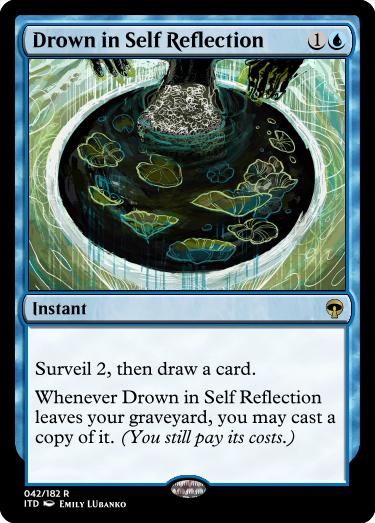 Drown in Self Reflection 1
Instant
Surveil 2, then draw a card.
Whenever Drown in Self Reflection
leaves your graveyard, you may cast a
copy of it. (You still pay its costs.)
042/182 R
ITD EMILY LUBANKO